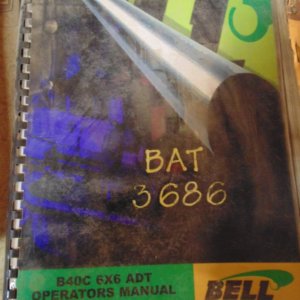 BAT
3686
B40C 6X6 ADT
OPERATORS MANUAL
BELL